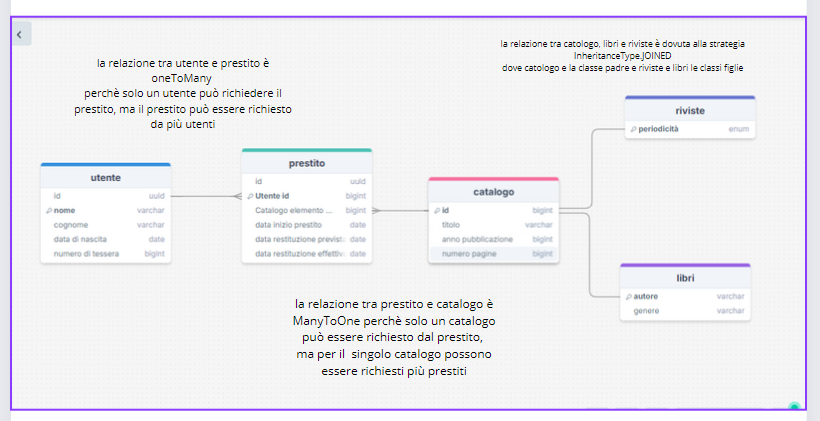 la relazione tra utente e prestito è
oneToMany
perchè solo un utente può richiedere il
prestito, ma il prestito può essere richiesto
da più utenti
la relazione tra catalogo, libri e riviste è dovuta alla strategia
InheritanceType.JOINED
dove catalogo e la classe padre e riviste e libri le classi figlie
utente
id uuid
nome varchar
cognome varchar
data di nascita date
numero di tessera bigint
prestito
id uuid
Utente id bigint
Catalogo elemento ... bigint
data inizio prestito date
data restituzione previst date
data restituzione effettiv date
catalogo
id bigint
titolo varchar
anno pubblicazione bigint
numero pagine bigint
riviste
periodicità enum
libri
autore varchar
genere varchar
la relazione tra prestito e catalogo è
ManyToOne perchè solo un catalogo
può essere richiesto dal prestito,
ma per il singolo catalogo possono
essere richiesti più prestiti